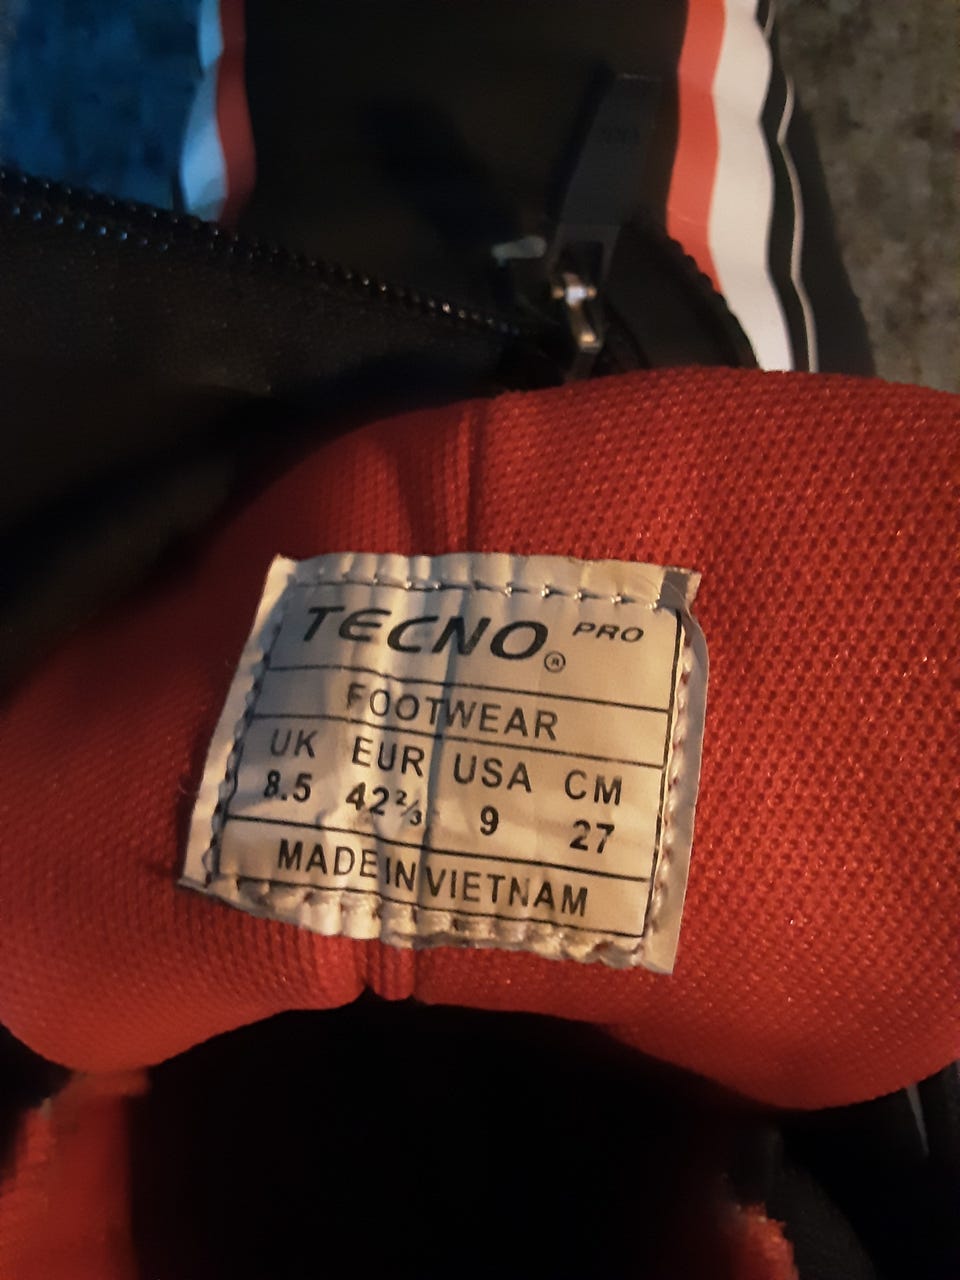 TECNO® PRO
FOOTWEAR
UK EUR USA CM
8.5 42⅔ 9 27
MADE IN VIETNAM